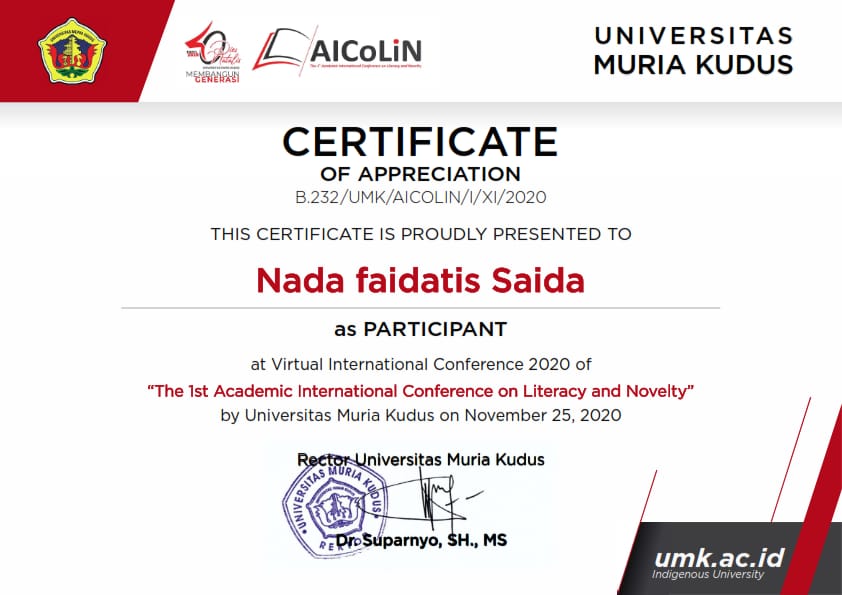 UNIVERSITAS
MURIA KUDUS
Dies Natalis
MEMBANGUN
GENERASI
AICoLiN
The 1st Academic International Conference on Literacy and Novelty
CERTIFICATE
OF APPRECIATION
B.232/UMK/AICOLIN/I/XI/2020
THIS CERTIFICATE IS PROUDLY PRESENTED TO
Nada faidatis Saida
as PARTICIPANT
at Virtual International Conference 2020 of
“The 1st Academic International Conference on Literacy and Novelty”
by Universitas Muria Kudus on November 25, 2020
Rector Universitas Muria Kudus
UNIVERSITAS MURIA KUDUS
REKTOR
Dr. Suparnyo, SH., MS
umk.ac.id
Indigenous University